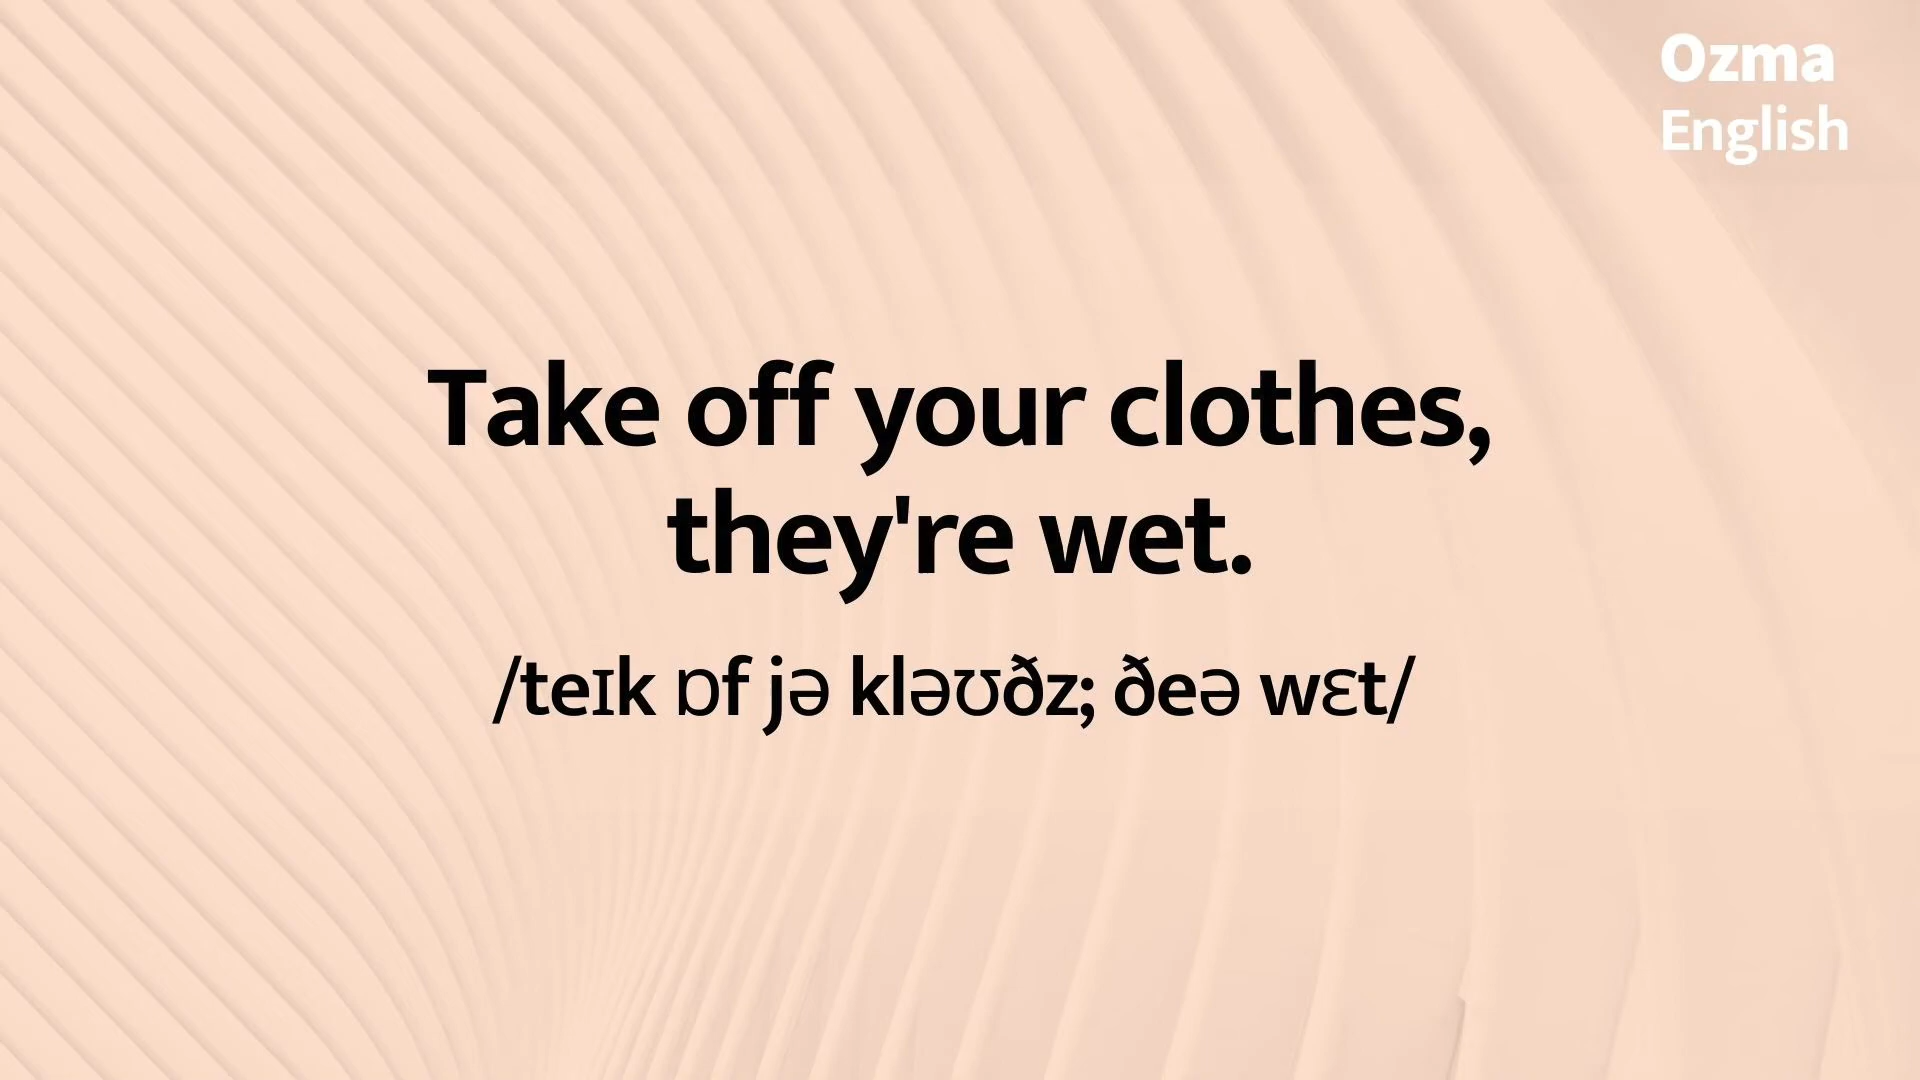 Ozma
English
Take off your clothes,
they're wet.
/teɪk ɒf jə kləʊðz; ðeə wɛt/